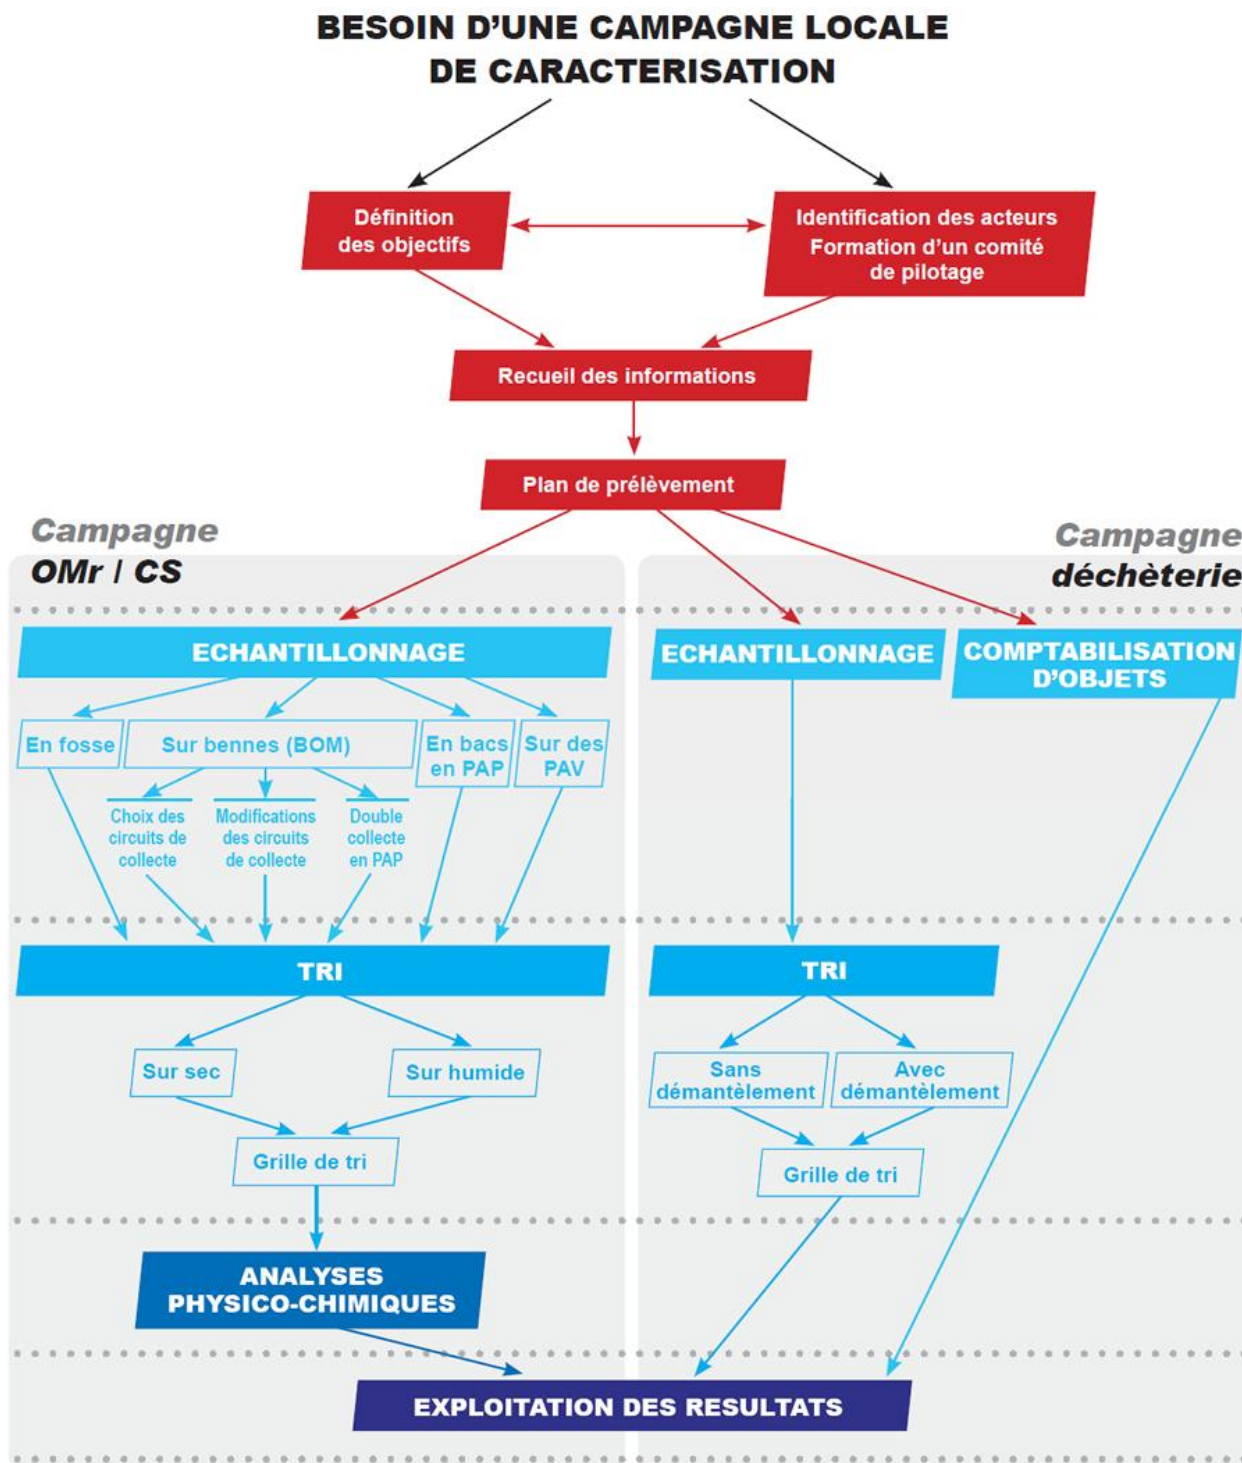 BESOIN D'UNE CAMPAGNE LOCALE
DE CARACTERISATION
Définition
des objectifs
Identification des acteurs
Formation d'un comité
de pilotage
Recueil des informations
Plan de prélèvement
Campagne
OMr / CS
Campagne
déchèterie
ECHANTILLONNAGE
En fosse
Sur bennes (BOM)
En bacs
en PAP
Sur des
PAV
Choix des
circuits de
collecte
Modifications
des circuits
de collecte
Double
collecte
en PAP
ECHANTILLONNAGE
COMPTABILISATION
D'OBJETS
TRI
Sur sec
Sur humide
Grille de tri
TRI
Sans
démantèlement
Avec
démantèlement
Grille de tri
ANALYSES
PHYSICO-CHIMIQUES
EXPLOITATION DES RESULTATS